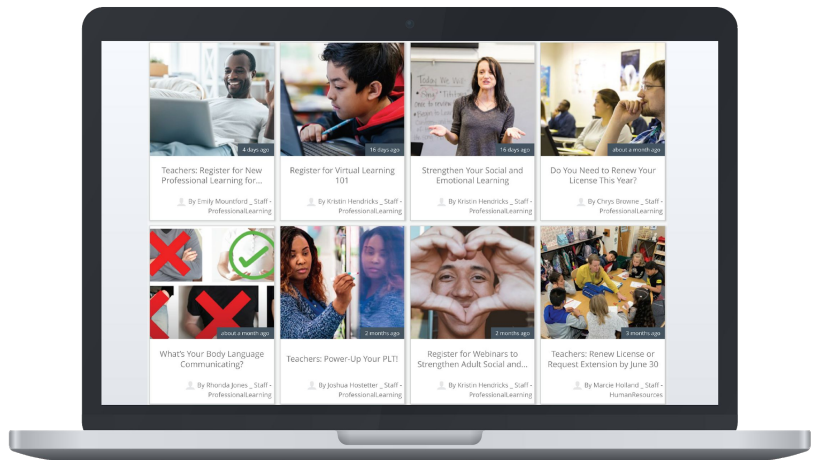 Today We Will
4 days ago
16 days ago
16 days ago
about a month ago
Teachers: Register for New
Professional Learning for...
By Emily Mountford _ Staff -
ProfessionalLearning
Register for Virtual Learning
101
By Kristin Hendricks _ Staff -
ProfessionalLearning
Strengthen Your Social and
Emotional Learning
By Kristin Hendricks _ Staff -
ProfessionalLearning
Do You Need to Renew Your
License This Year?
By Chrys Browne _ Staff -
ProfessionalLearning
about a month ago
2 months ago
2 months ago
3 months ago
What's Your Body Language
Communicating?
By Rhonda Jones _ Staff -
ProfessionalLearning
Teachers: Power-Up Your PLT!
By Joshua Hostetter _ Staff -
ProfessionalLearning
Register for Webinars to
Strengthen Adult Social and...
By Kristin Hendricks _ Staff -
ProfessionalLearning
Teachers: Renew License or
Request Extension by June 30
By Marcie Holland _ Staff -
HumanResources